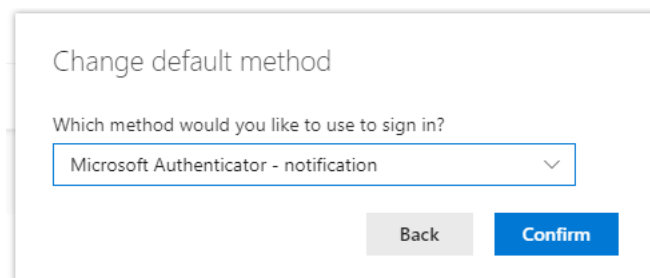 Change default method
Which method would you like to use to sign in?
Microsoft Authenticator - notification
Back Confirm